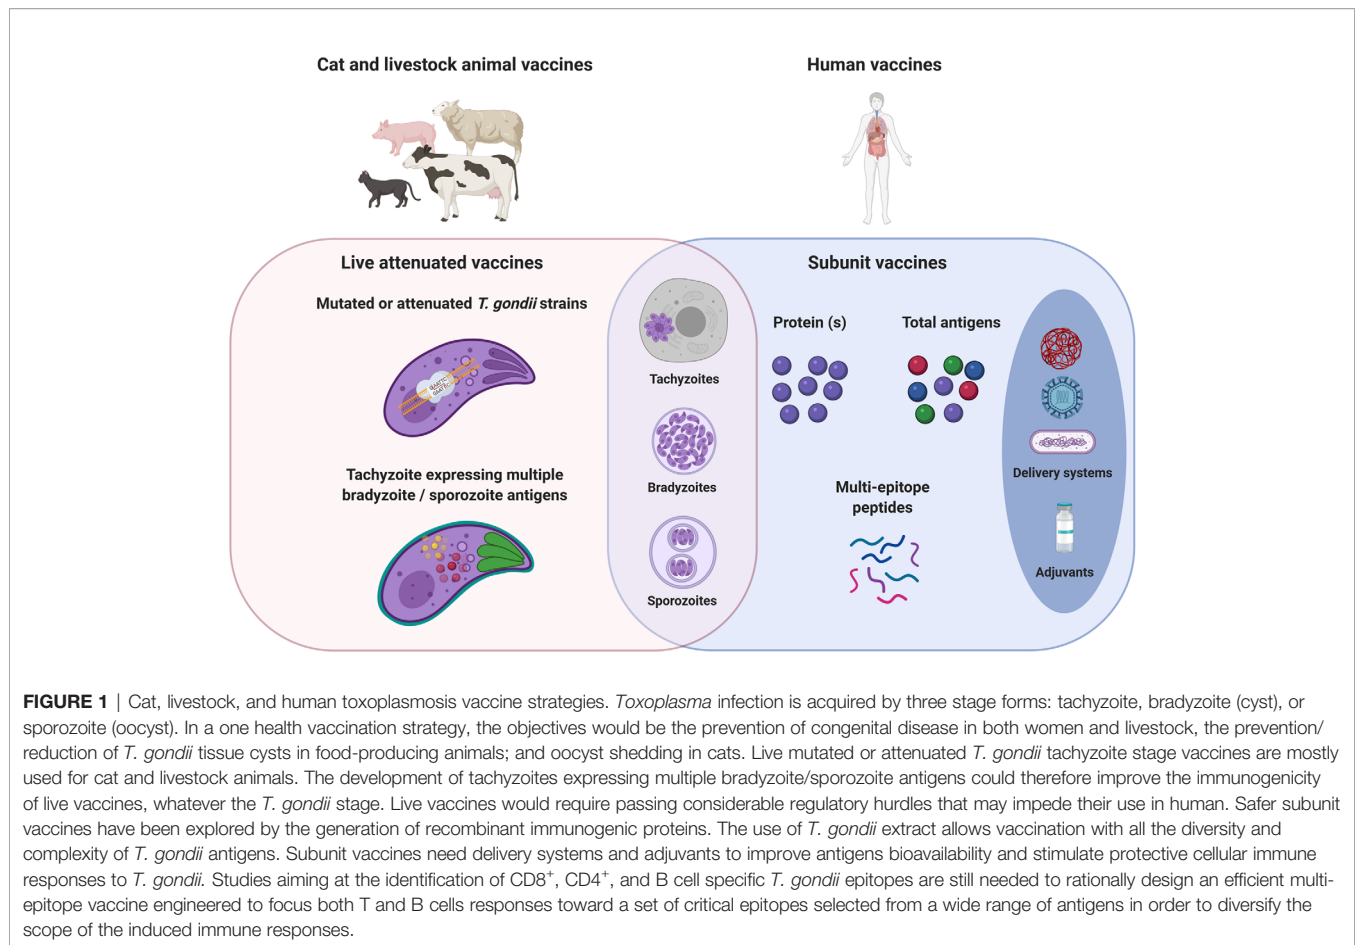 Cat and livestock animal vaccines
Human vaccines
Live attenuated vaccines
Mutated or attenuated T. gondii strains
Tachyzoite expressing multiple
bradyzoite / sporozoite antigens
Tachyzoites
Bradyzoites
Sporozoites
Subunit vaccines
Protein (s)
Total antigens
Multi-epitope
peptides
Delivery systems
Adjuvants
FIGURE 1 | Cat, livestock, and human toxoplasmosis vaccine strategies. Toxoplasma infection is acquired by three stage forms: tachyzoite, bradyzoite (cyst), or
sporozoite (oocyst). In a one health vaccination strategy, the objectives would be the prevention of congenital disease in both women and livestock, the prevention/
reduction of T. gondii tissue cysts in food-producing animals; and oocyst shedding in cats. Live mutated or attenuated T. gondii tachyzoite stage vaccines are mostly
used for cat and livestock animals. The development of tachyzoites expressing multiple bradyzoite/sporozoite antigens could therefore improve the immunogenicity
of live vaccines, whatever the T. gondii stage. Live vaccines would require passing considerable regulatory hurdles that may impede their use in human. Safer subunit
vaccines have been explored by the generation of recombinant immunogenic proteins. The use of T. gondii extract allows vaccination with all the diversity and
complexity of T. gondii antigens. Subunit vaccines need delivery systems and adjuvants to improve antigens bioavailability and stimulate protective cellular immune
responses to T. gondii. Studies aiming at the identification of CD8⁺, CD4⁺, and B cell specific T. gondii epitopes are still needed to rationally design an efficient multi-
epitope vaccine engineered to focus both T and B cells responses toward a set of critical epitopes selected from a wide range of antigens in order to diversify the
scope of the induced immune responses.